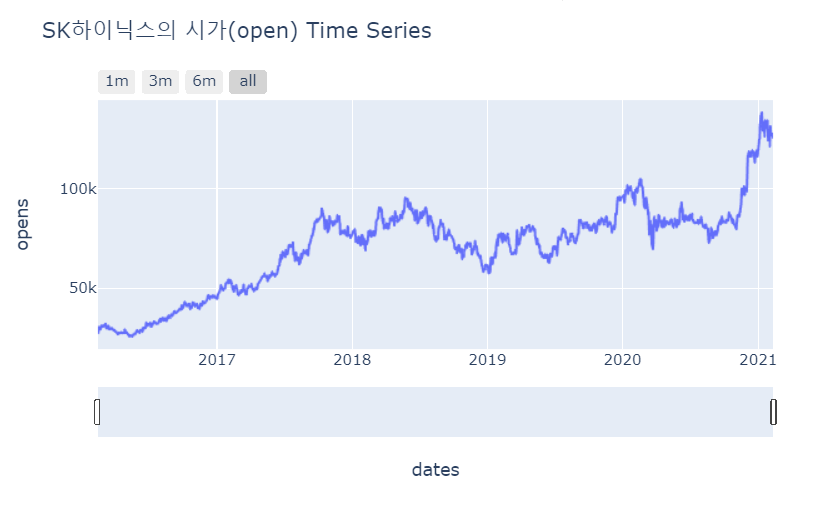 SK하이닉스의 시가(open) Time Series
1m 3m 6m all
opens
100k
50k
2017 2018 2019 2020 2021
dates